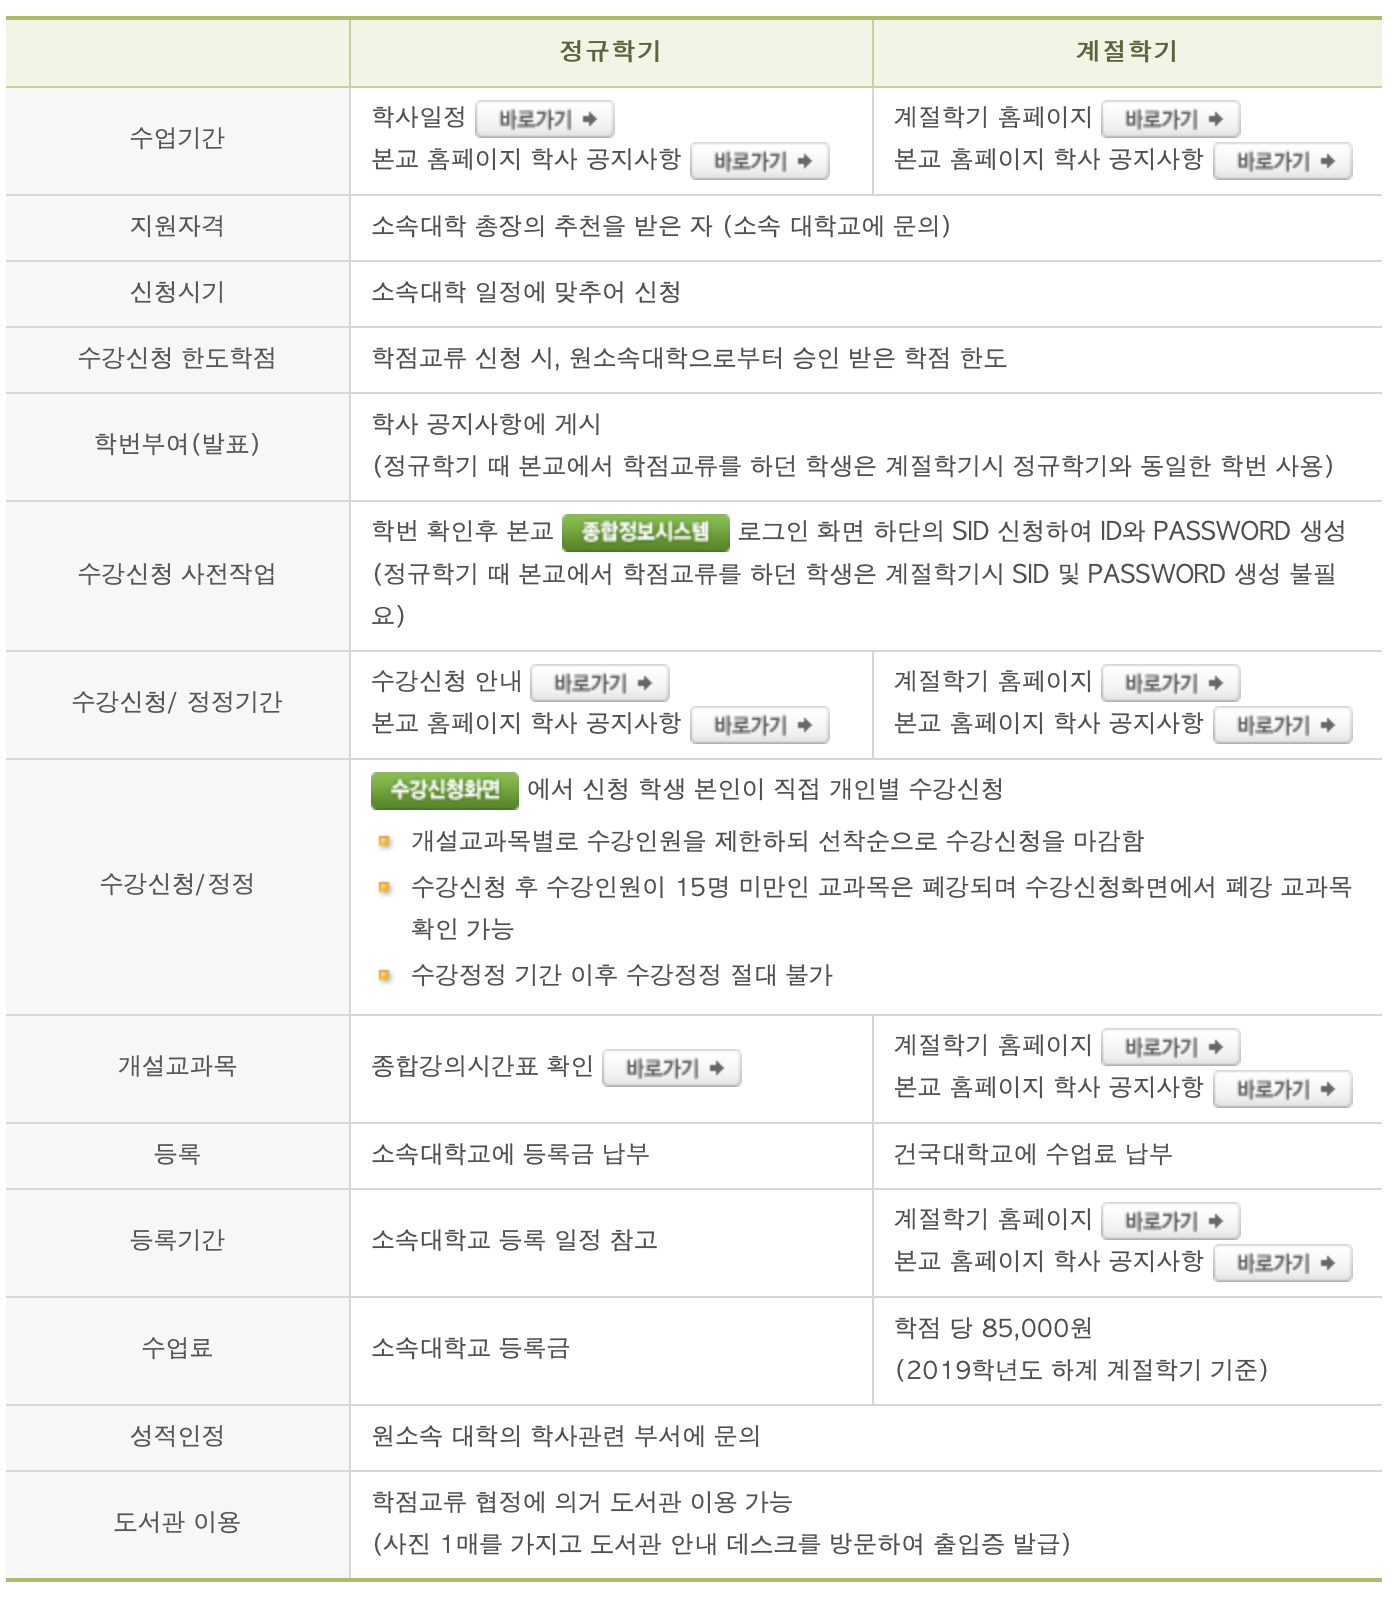 정규학기 계절학기
수업기간
학사일정 바로가기
본교 홈페이지 학사 공지사항 바로가기
계절학기 홈페이지 바로가기
본교 홈페이지 학사 공지사항 바로가기
지원자격
소속대학 총장의 추천을 받은 자 (소속 대학교에 문의)
신청시기
소속대학 일정에 맞추어 신청
수강신청 한도학점
학점교류 신청 시, 원소속대학으로부터 승인 받은 학점 한도
학번부여(발표)
학사 공지사항에 게시
(정규학기 때 본교에서 학점교류를 하던 학생은 계절학기시 정규학기와 동일한 학번 사용)
수강신청 사전작업
학번 확인후 본교 종합정보시스템 로그인 화면 하단의 SID 신청하여 ID와 PASSWORD 생성
(정규학기 때 본교에서 학점교류를 하던 학생은 계절학기시 SID 및 PASSWORD 생성 불필
요)
수강신청/ 정정기간
수강신청 안내 바로가기
본교 홈페이지 학사 공지사항 바로가기
계절학기 홈페이지 바로가기
본교 홈페이지 학사 공지사항 바로가기
수강신청/정정
수강신청화면 에서 신청 학생 본인이 직접 개인별 수강신청
개설교과목별로 수강인원을 제한하되 선착순으로 수강신청을 마감함
수강신청 후 수강인원이 15명 미만인 교과목은 폐강되며 수강신청화면에서 폐강 교과목
확인 가능
수강정정 기간 이후 수강정정 절대 불가
개설교과목
종합강의시간표 확인 바로가기
계절학기 홈페이지 바로가기
본교 홈페이지 학사 공지사항 바로가기
등록
소속대학교에 등록금 납부
건국대학교에 수업료 납부
등록기간
소속대학교 등록 일정 참고
계절학기 홈페이지 바로가기
본교 홈페이지 학사 공지사항 바로가기
수업료
소속대학교 등록금
학점 당 85,000원
(2019학년도 하계 계절학기 기준)
성적인정
원소속 대학의 학사관련 부서에 문의
도서관 이용
학점교류 협정에 의거 도서관 이용 가능
(사진 1매를 가지고 도서관 안내 데스크를 방문하여 출입증 발급)